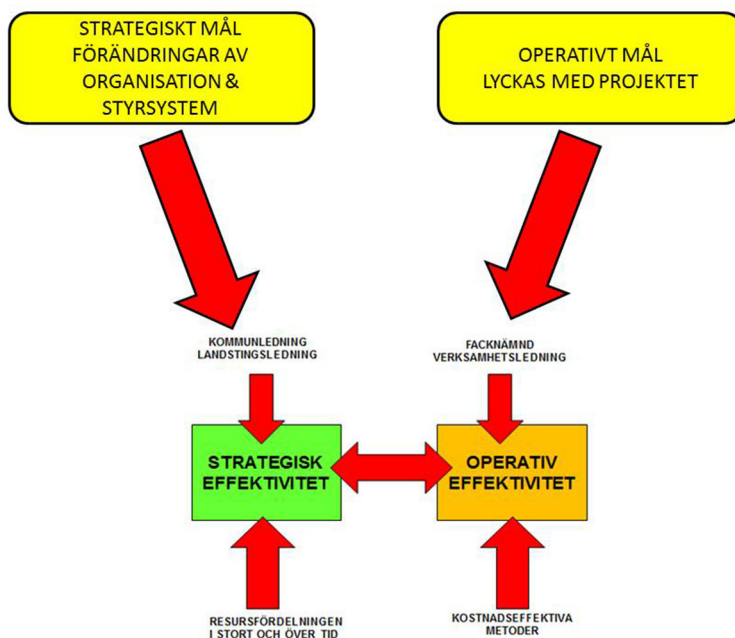 STRATEGISKT MÅL
FÖRÄNDRINGAR AV
ORGANISATION &
STYRSYSTEM
OPERATIVT MÅL
LYCKAS MED PROJEKTET
KOMMUNLEDNING
LANDSTINGSLEDNING
FACKNÄMND
VERKSAMHETSLEDNING
STRATEGISK
EFFEKTIVITET
OPERATIV
EFFEKTIVITET
RESURSFÖRDELNINGEN
I STORT OCH ÖVER TID
KOSTNADSEFFEKTIVA
METODER